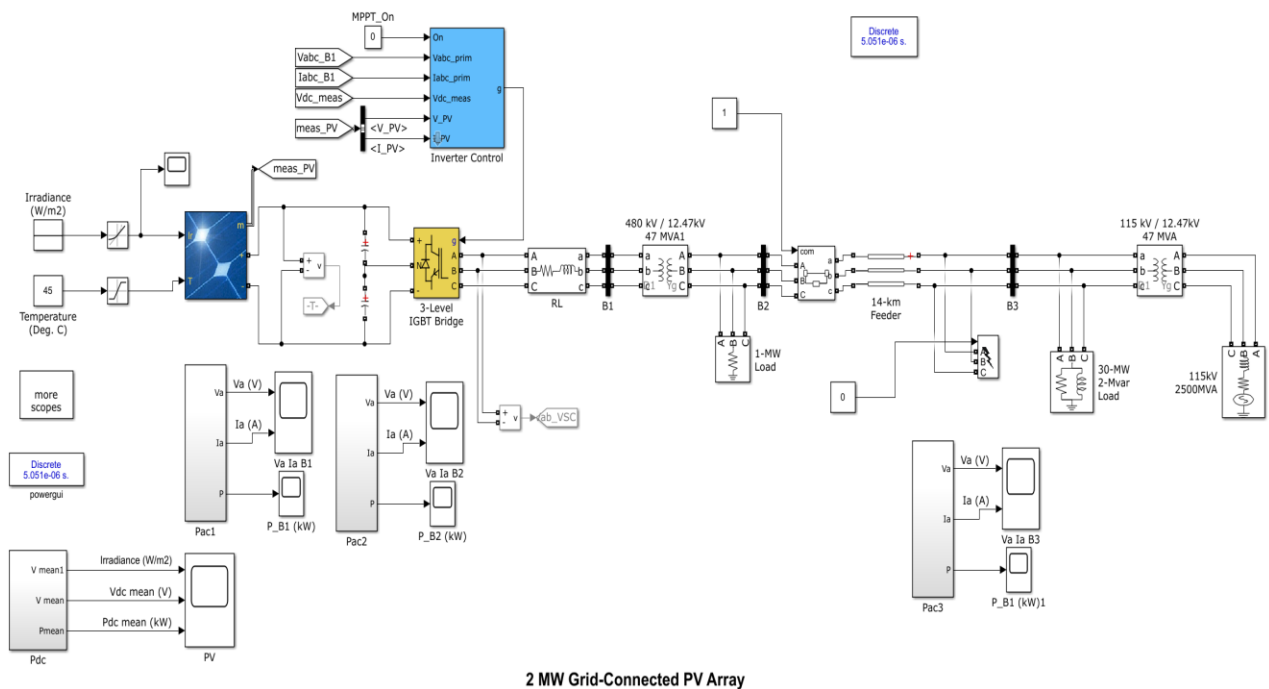 MPPT_On
0
On
Vabc_B1
Vabc_prim
Iabc_B1
Iabc_prim
Vdc_meas
Vdc_meas
g
meas_PV
V_PV
<V_PV>
<I_PV>
Inverter Control
Discrete
5.051e-06 s.
1
meas_PV
Irradiance
(W/m2)
Ir
m
T
+
-
45
Temperature
(Deg. C)
+
-
v
-T-
+
N
-
g
A
B
C
3-Level
IGBT Bridge
A
B
C
a
b
c
RL
B1
480 kV / 12.47kV
47 MVA1
a
b
c
A
B
C
Yg
B2
1-MW
Load
A B C
com
A
B
C
a
b
c
14-km
Feeder
B3
115 kV / 12.47kV
47 MVA
a
b
c
A
B
C
Yg
0
A
B
C
A B C
30-MW
2-Mvar
Load
C B A
115kV
2500MVA
more
scopes
Discrete
5.051e-06 s.
powergui
Va
Ia
P
Va (V)
Ia (A)
Va Ia B1
P_B1 (kW)
Pac1
Va
Ia
P
Va (V)
Ia (A)
Va Ia B2
P_B2 (kW)
Pac2
+
-
v
ab_VSC
Va
Ia
P
Va (V)
Ia (A)
Va Ia B3
P_B1 (kW)1
Pac3
V mean1
V mean
Pmean
Irradiance (W/m2)
Vdc mean (V)
Pdc mean (kW)
PV
Pdc
2 MW Grid-Connected PV Array